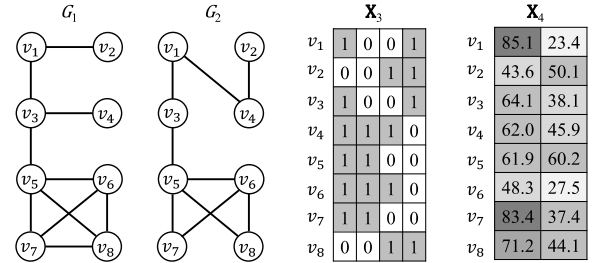 G₁ G₂ X₃ X₄
v₁ v₂ v₁ v₂ v₁ 1 0 0 1 v₁ 85.1 23.4
v₂ 0 0 1 1 v₂ 43.6 50.1
v₃ v₄ v₃ v₄ v₃ 1 0 0 1 v₃ 64.1 38.1
v₄ 1 1 1 0 v₄ 62.0 45.9
v₅ v₆ v₅ v₆ v₅ 1 1 0 0 v₅ 61.9 60.2
v₆ 1 1 1 0 v₆ 48.3 27.5
v₇ v₈ v₇ v₈ v₇ 1 1 0 0 v₇ 83.4 37.4
v₈ 0 0 1 1 v₈ 71.2 44.1